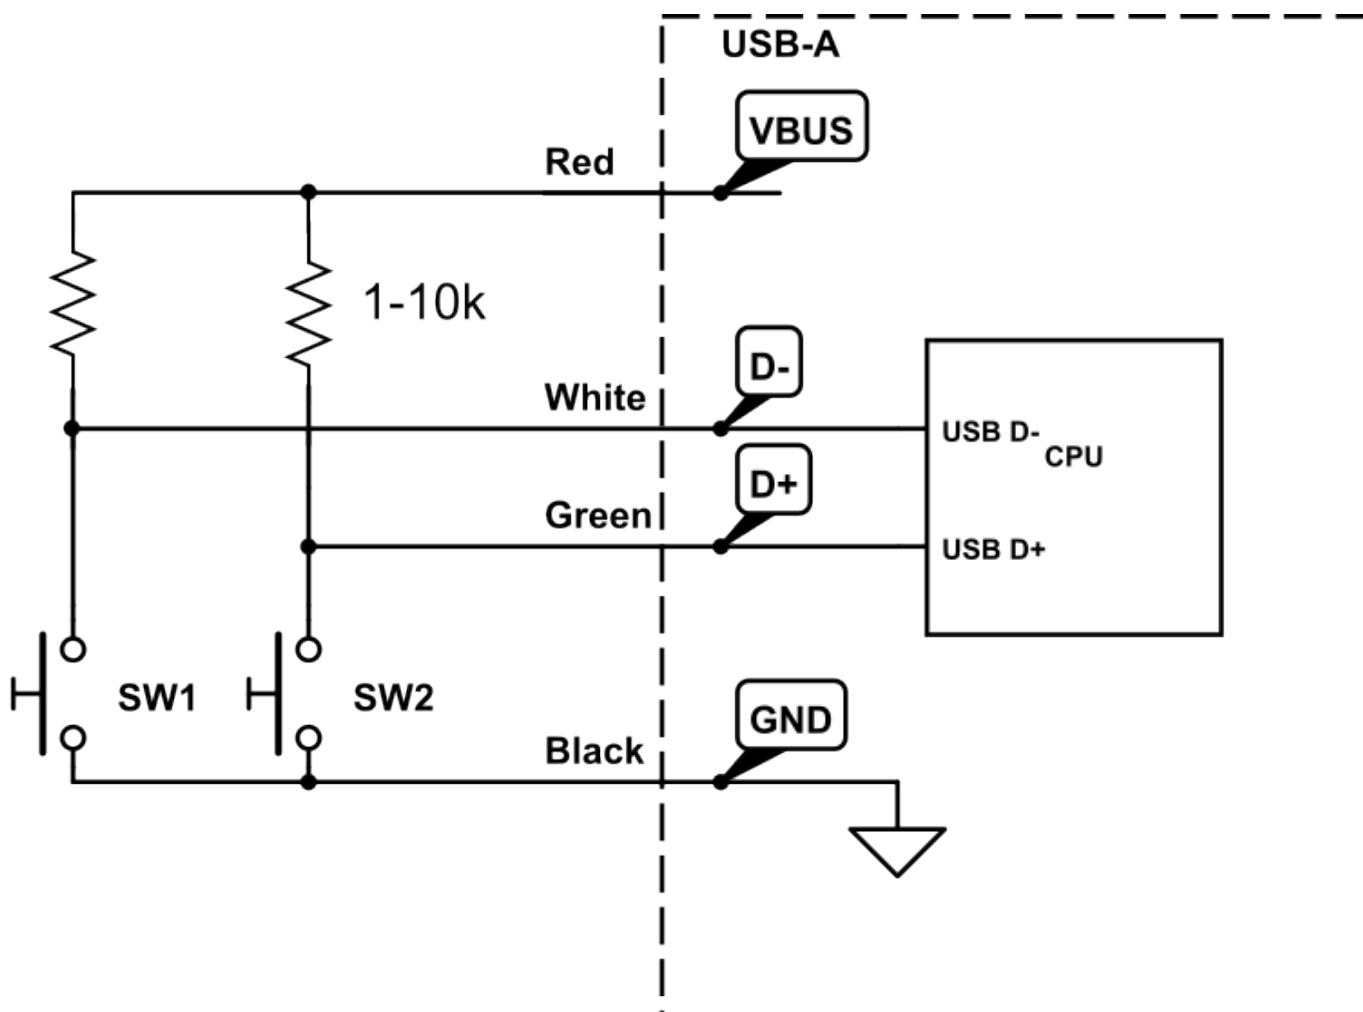 USB-A
VBUS
Red
1-10k
D-
White
USB D-
CPU
D+
Green
USB D+
SW1
SW2
GND
Black